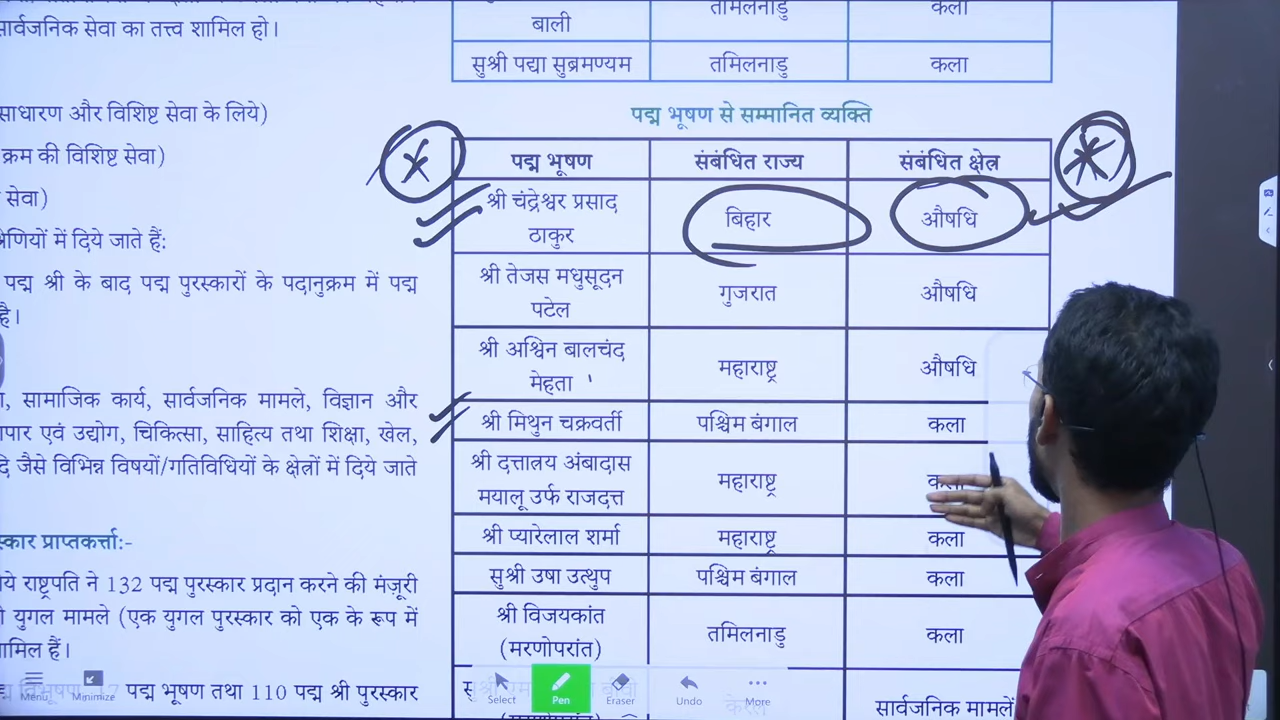 सार्वजनिक सेवा का तत्त्व शामिल हो।
साधारण और विशिष्ट सेवा के लिये)
क्रम की विशिष्ट सेवा)
सेवा)
श्रेणियों में दिये जाते हैं:
पद्म श्री के बाद पद्म पुरस्कारों के पदानुक्रम में पद्म
है।
सामाजिक कार्य, सार्वजनिक मामले, विज्ञान और
एवं उद्योग, चिकित्सा, साहित्य तथा शिक्षा, खेल,
जैसे विभिन्न विषयों/गतिविधियों के क्षेत्रों में दिये जाते
राष्ट्रपति ने 132 पद्म पुरस्कार प्रदान करने की मंज़ूरी
युगल मामले (एक युगल पुरस्कार को एक के रूप में
पद्म भूषण तथा 110 पद्म श्री पुरस्कार
बाली तमिलनाडु कला
सुश्री पद्मा सुब्रमण्यम तमिलनाडु कला
पद्म भूषण से सम्मानित व्यक्ति
पद्म भूषण संबंधित राज्य संबंधित क्षेत्र
श्री चंद्रेश्वर प्रसाद
ठाकुर बिहार औषधि
श्री तेजस मधुसूदन
पटेल गुजरात औषधि
श्री अश्विन बालचंद
मेहता महाराष्ट्र औषधि
श्री मिथुन चक्रवर्ती पश्चिम बंगाल कला
श्री दत्तात्रय अंबादास
मयालू उर्फ राजदत्त महाराष्ट्र कला
श्री प्यारेलाल शर्मा महाराष्ट्र कला
सुश्री उषा उत्थुप पश्चिम बंगाल कला
श्री विजयकांत
(मरणोपरांत) तमिलनाडु कला
सार्वजनिक मामलों
Menu Minimize Select Pen Eraser Undo More